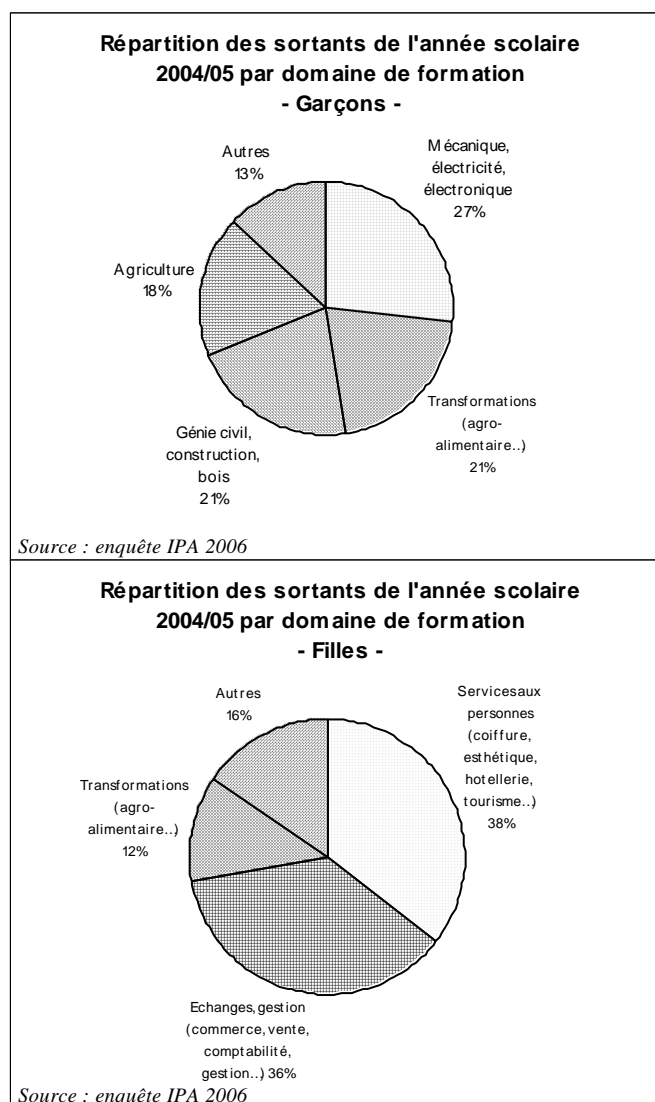 Répartition des sortants de l'année scolaire
2004/05 par domaine de formation
- Garçons -
Mécanique,
électricité,
électronique
27%
Autres
13%
Agriculture
18%
Transformations
(agro-
alimentaire...)
21%
Génie civil,
construction,
bois
21%
Source : enquête IPA 2006
Répartition des sortants de l'année scolaire
2004/05 par domaine de formation
- Filles -
Autres
16%
Services aux
personnes
(coiffure,
esthétique,
hotellerie,
tourisme...)
38%
Transformations
(agro-
alimentaire...)
12%
Echanges, gestion
(commerce, vente,
comptabilité,
gestion...) 36%
Source : enquête IPA 2006